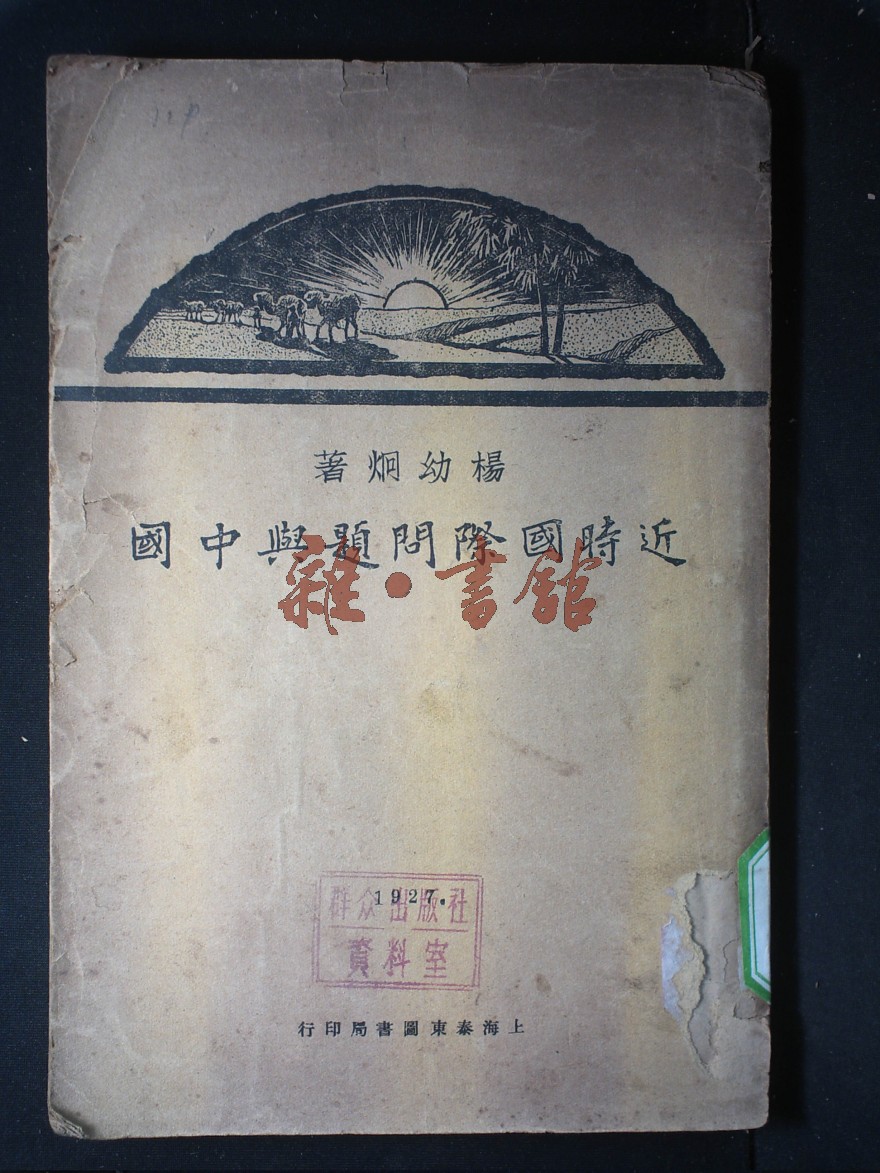 楊幼炯著
近時國際問題與中國
雜·書館
1927.
群众出版社
資料室
上海泰東圖書局印行